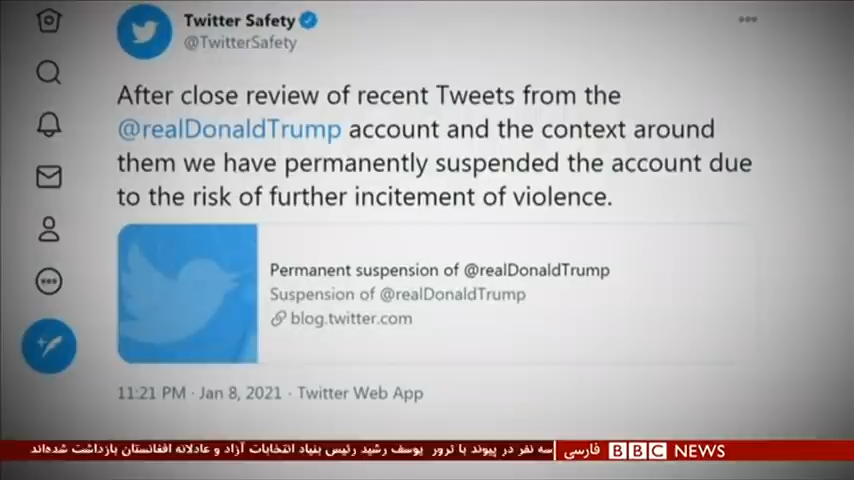 Twitter Safety
@TwitterSafety
After close review of recent Tweets from the
@realDonaldTrump account and the context around
them we have permanently suspended the account due
to the risk of further incitement of violence.
Permanent suspension of @realDonaldTrump
Suspension of @realDonaldTrump
blog.twitter.com
11:21 PM · Jan 8, 2021 · Twitter Web App
BBC NEWS فارسی
سه نفر در پیوند با ترور یوسف رشید رئیس بنیاد انتخابات آزاد و عادلانه افغانستان بازداشت شده‌اند